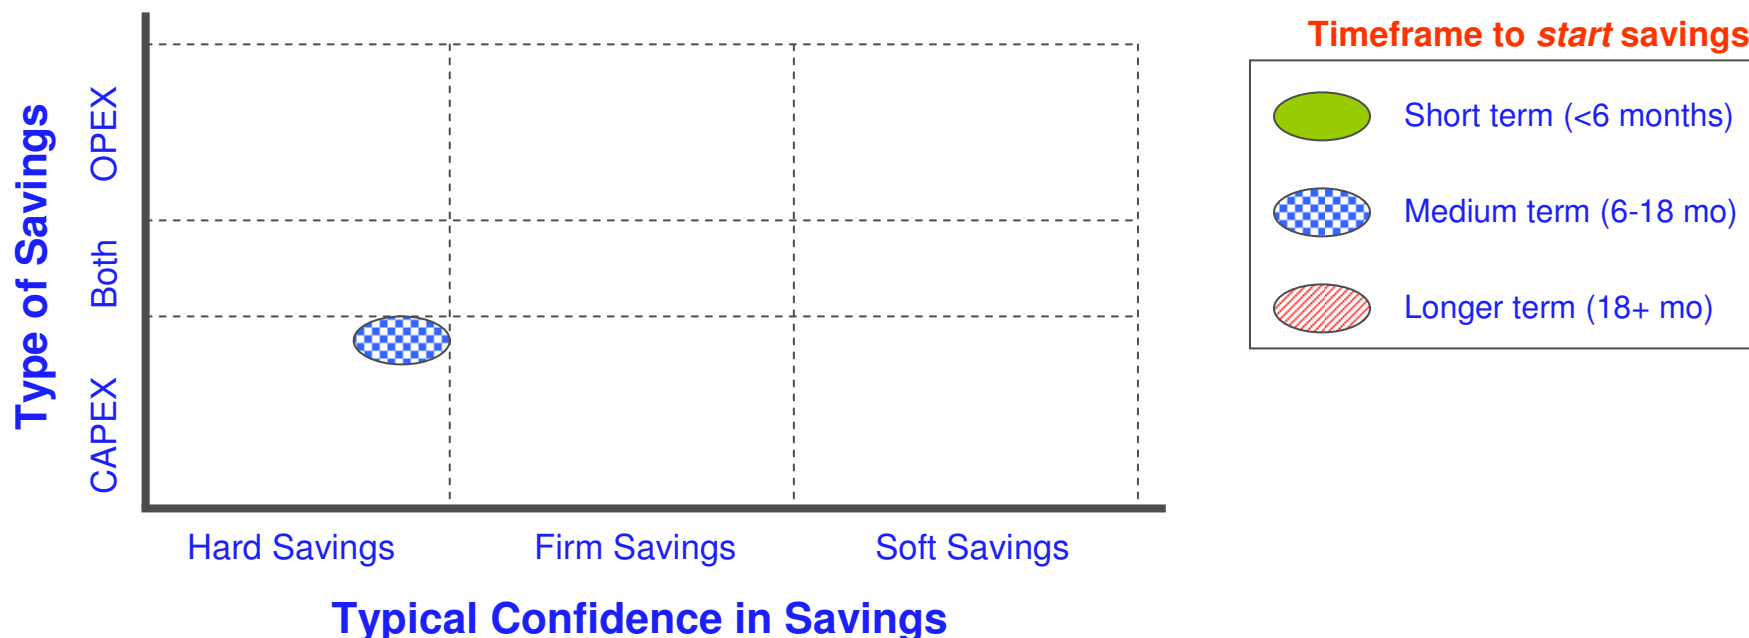 Timeframe to start savings
Short term (<6 months)
Medium term (6-18 mo)
Longer term (18+ mo)
Type of Savings
OPEX
Both
CAPEX
Hard Savings
Firm Savings
Soft Savings
Typical Confidence in Savings